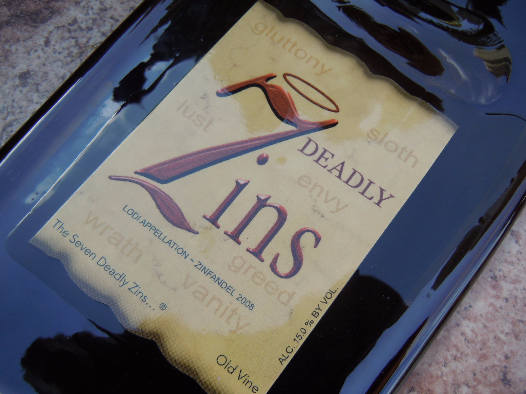 gluttony
lust
sloth
7 DEADLY
Zins
envy
LODI APPELLATION - ZINFANDEL 2008
wrath
greed
vanity
The Seven Deadly Zins... ®
Old Vine
ALC. 15.0 % BY VOL.